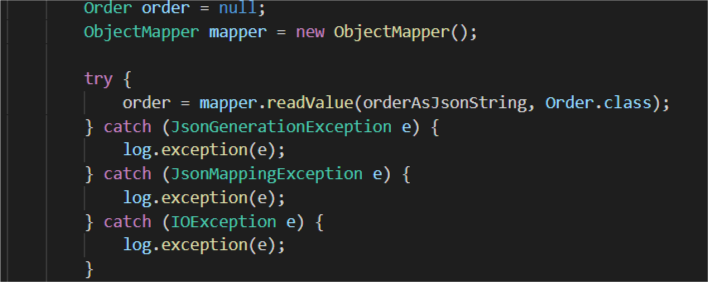 Order order = null;
ObjectMapper mapper = new ObjectMapper();
try {
order = mapper.readValue(orderAsJsonString, Order.class);
} catch (JsonGenerationException e) {
log.exception(e);
} catch (JsonMappingException e) {
log.exception(e);
} catch (IOException e) {
log.exception(e);
}